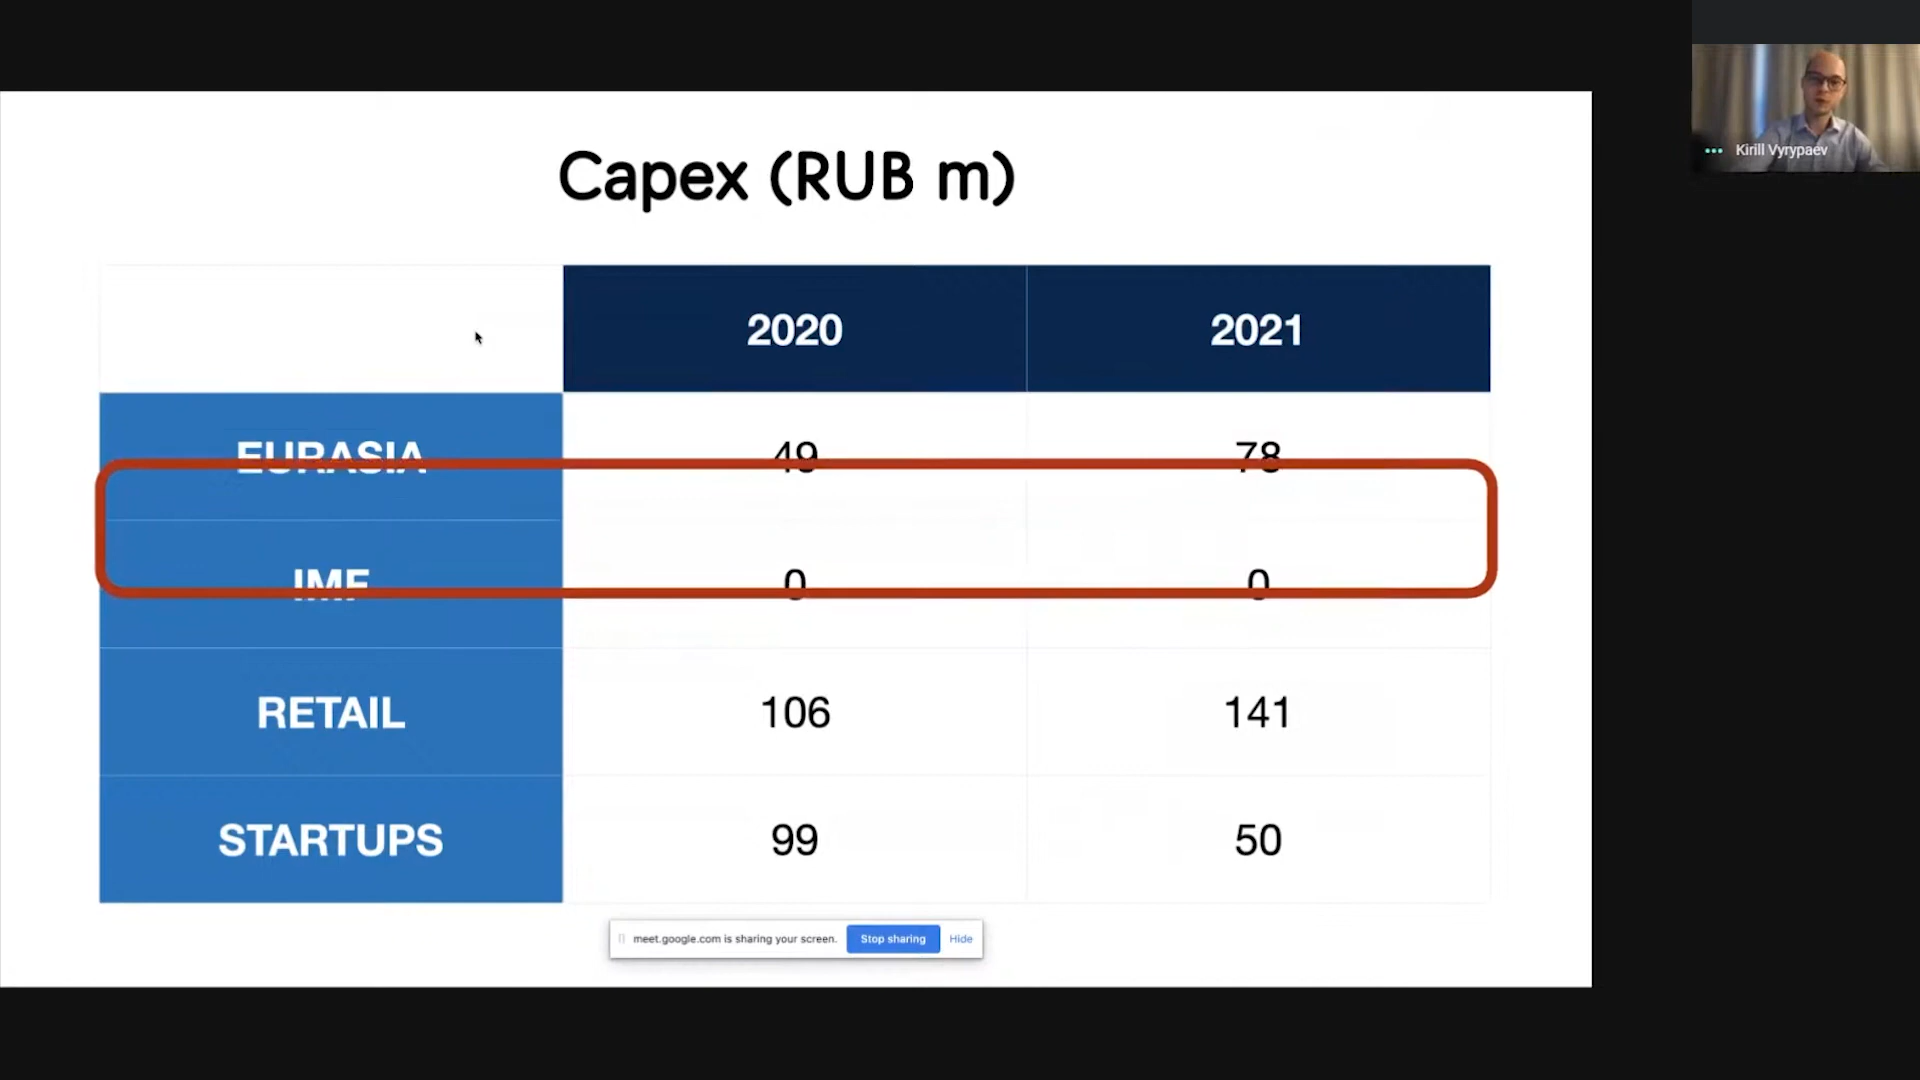 Capex (RUB m)
2020 2021
EURASIA 49 78
IMF 0 0
RETAIL 106 141
STARTUPS 99 50
meet.google.com is sharing your screen. Stop sharing Hide
Kirill Vyrypaev